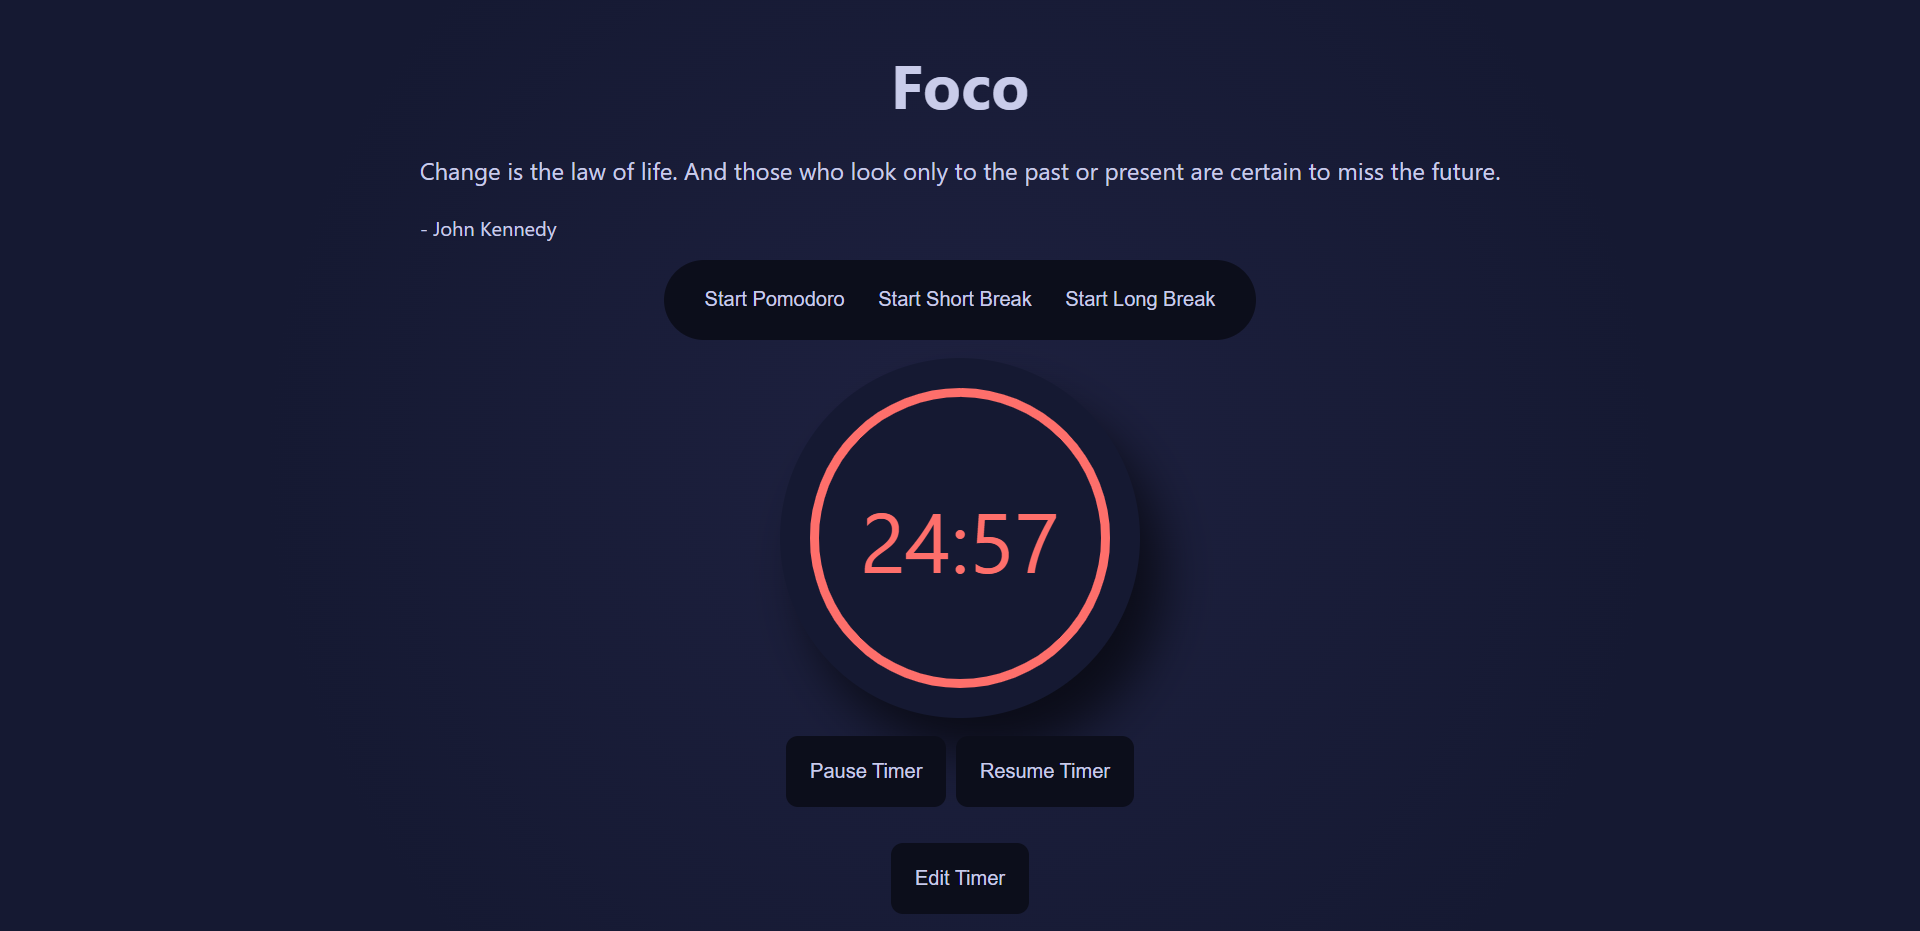 Foco
Change is the law of life. And those who look only to the past or present are certain to miss the future.
- John Kennedy
Start Pomodoro Start Short Break Start Long Break
24:57
Pause Timer Resume Timer
Edit Timer